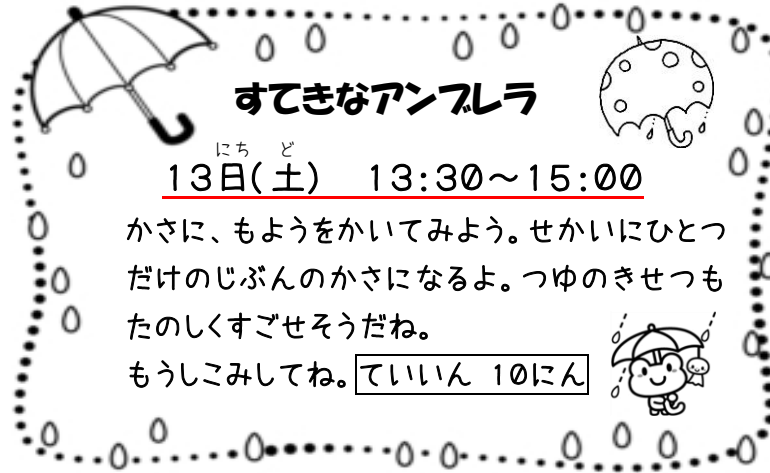 すてきなアンブレラ
にち ど
13日(土) 13:30～15:00
かさに、もようをかいてみよう。せかいにひとつ
だけのじぶんのかさになるよ。つゆのきせつも
たのしくすごせそうだね。
もうしこみしてね。ていいん 10にん